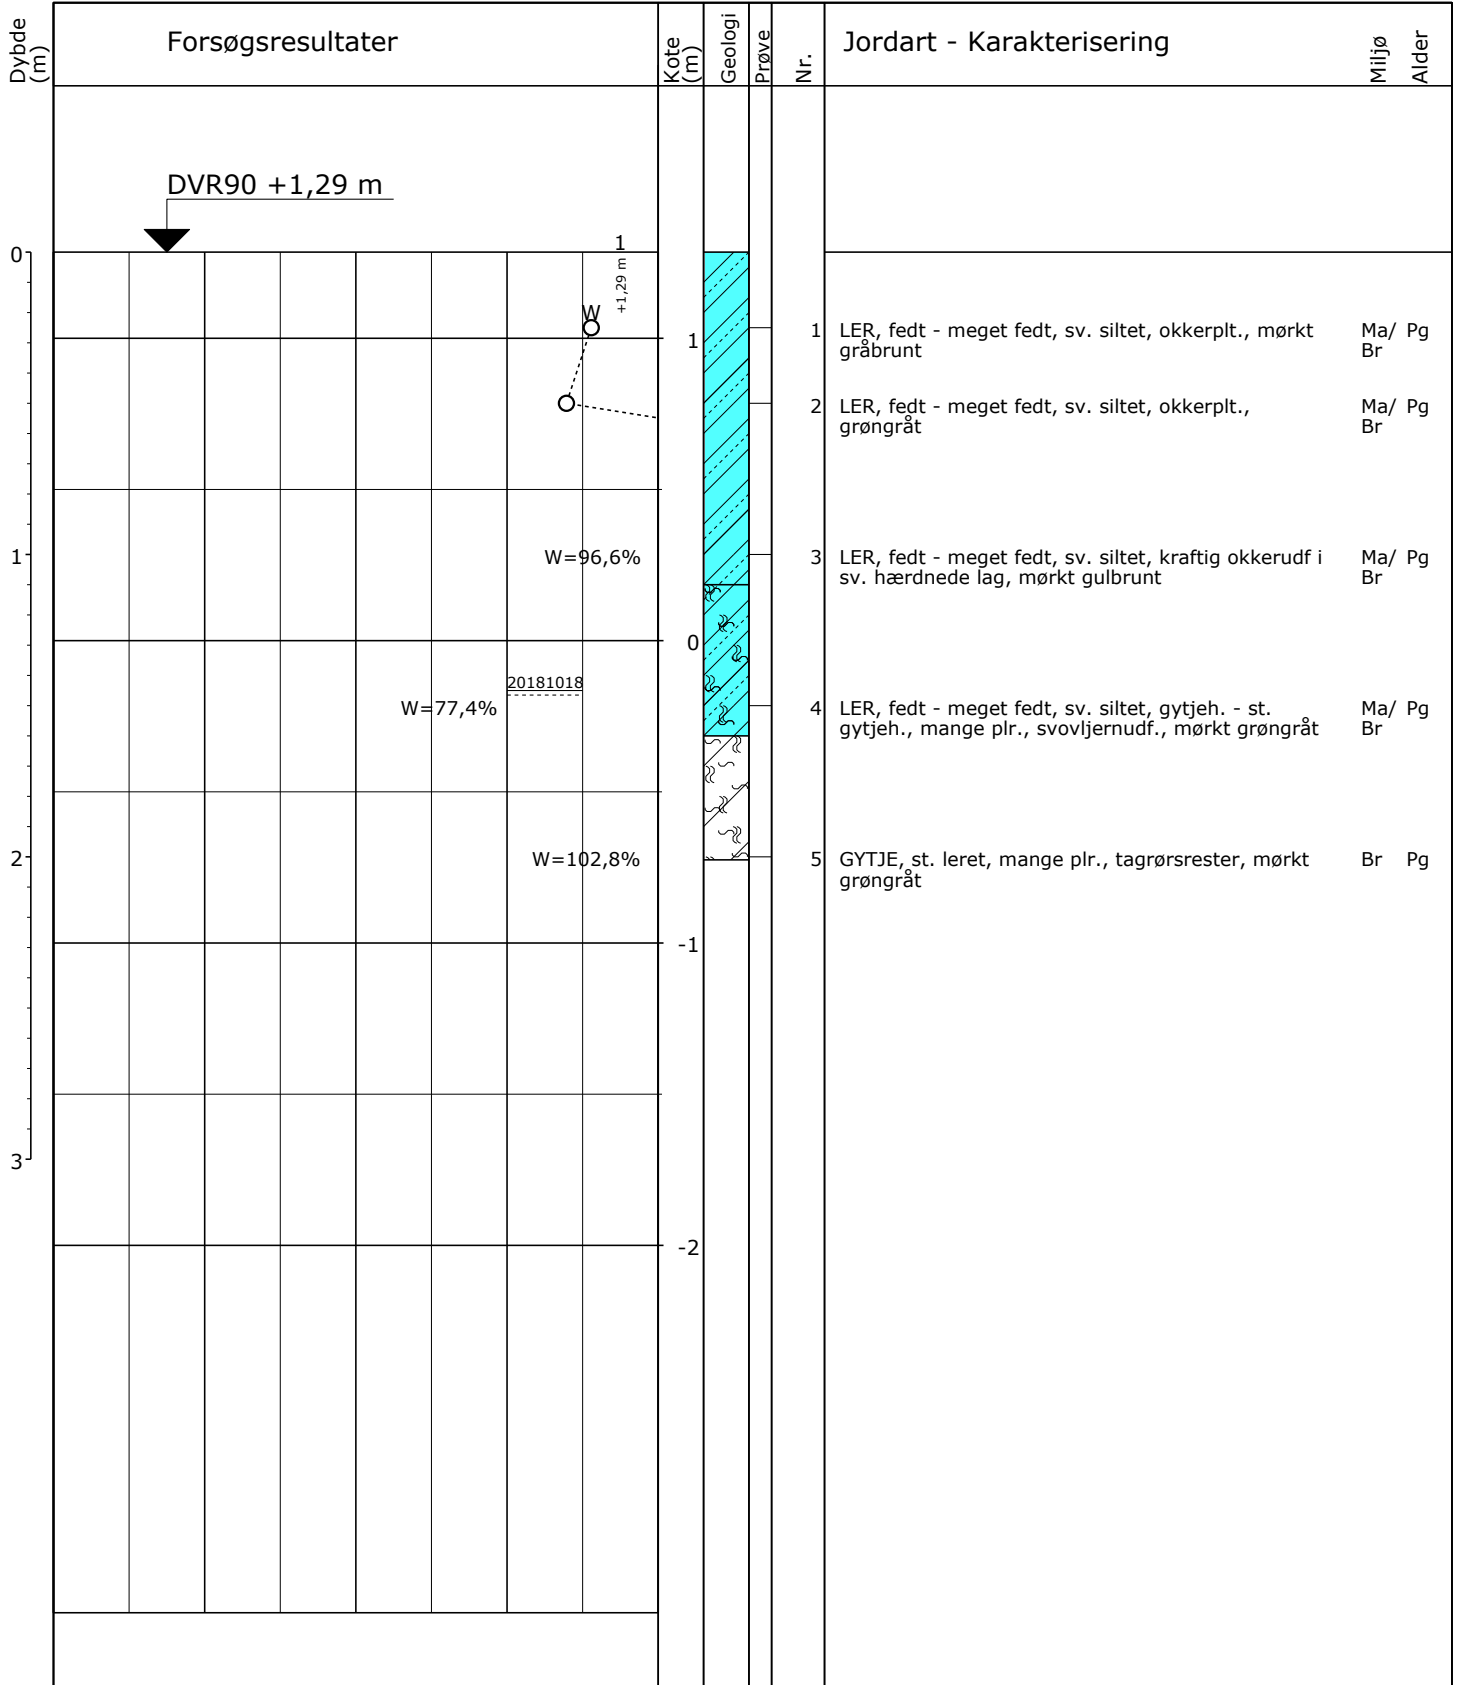 Dybde
(m)
Forsøgsresultater
Kote
(m)
Geologi
Prøve
Nr.
Jordart - Karakterisering
Miljø
Alder
DVR90 +1,29 m
0
1
+1,29 m
W
1
1 LER, fedt - meget fedt, sv. siltet, okkerplt., mørkt Ma/ Pg
gråbrunt Br
2 LER, fedt - meget fedt, sv. siltet, okkerplt., Ma/ Pg
grøngråt Br
1 W=96,6% 3 LER, fedt - meget fedt, sv. siltet, kraftig okkerudf i Ma/ Pg
sv. hærdnede lag, mørkt gulbrunt Br
0
20181018
W=77,4% 4 LER, fedt - meget fedt, sv. siltet, gytjeh. - st. Ma/ Pg
gytjeh., mange plr., svovljernudf., mørkt grøngråt Br
2 W=102,8% 5 GYTJE, st. leret, mange plr., tagrørsrester, mørkt Br Pg
grøngråt
-1
3
-2